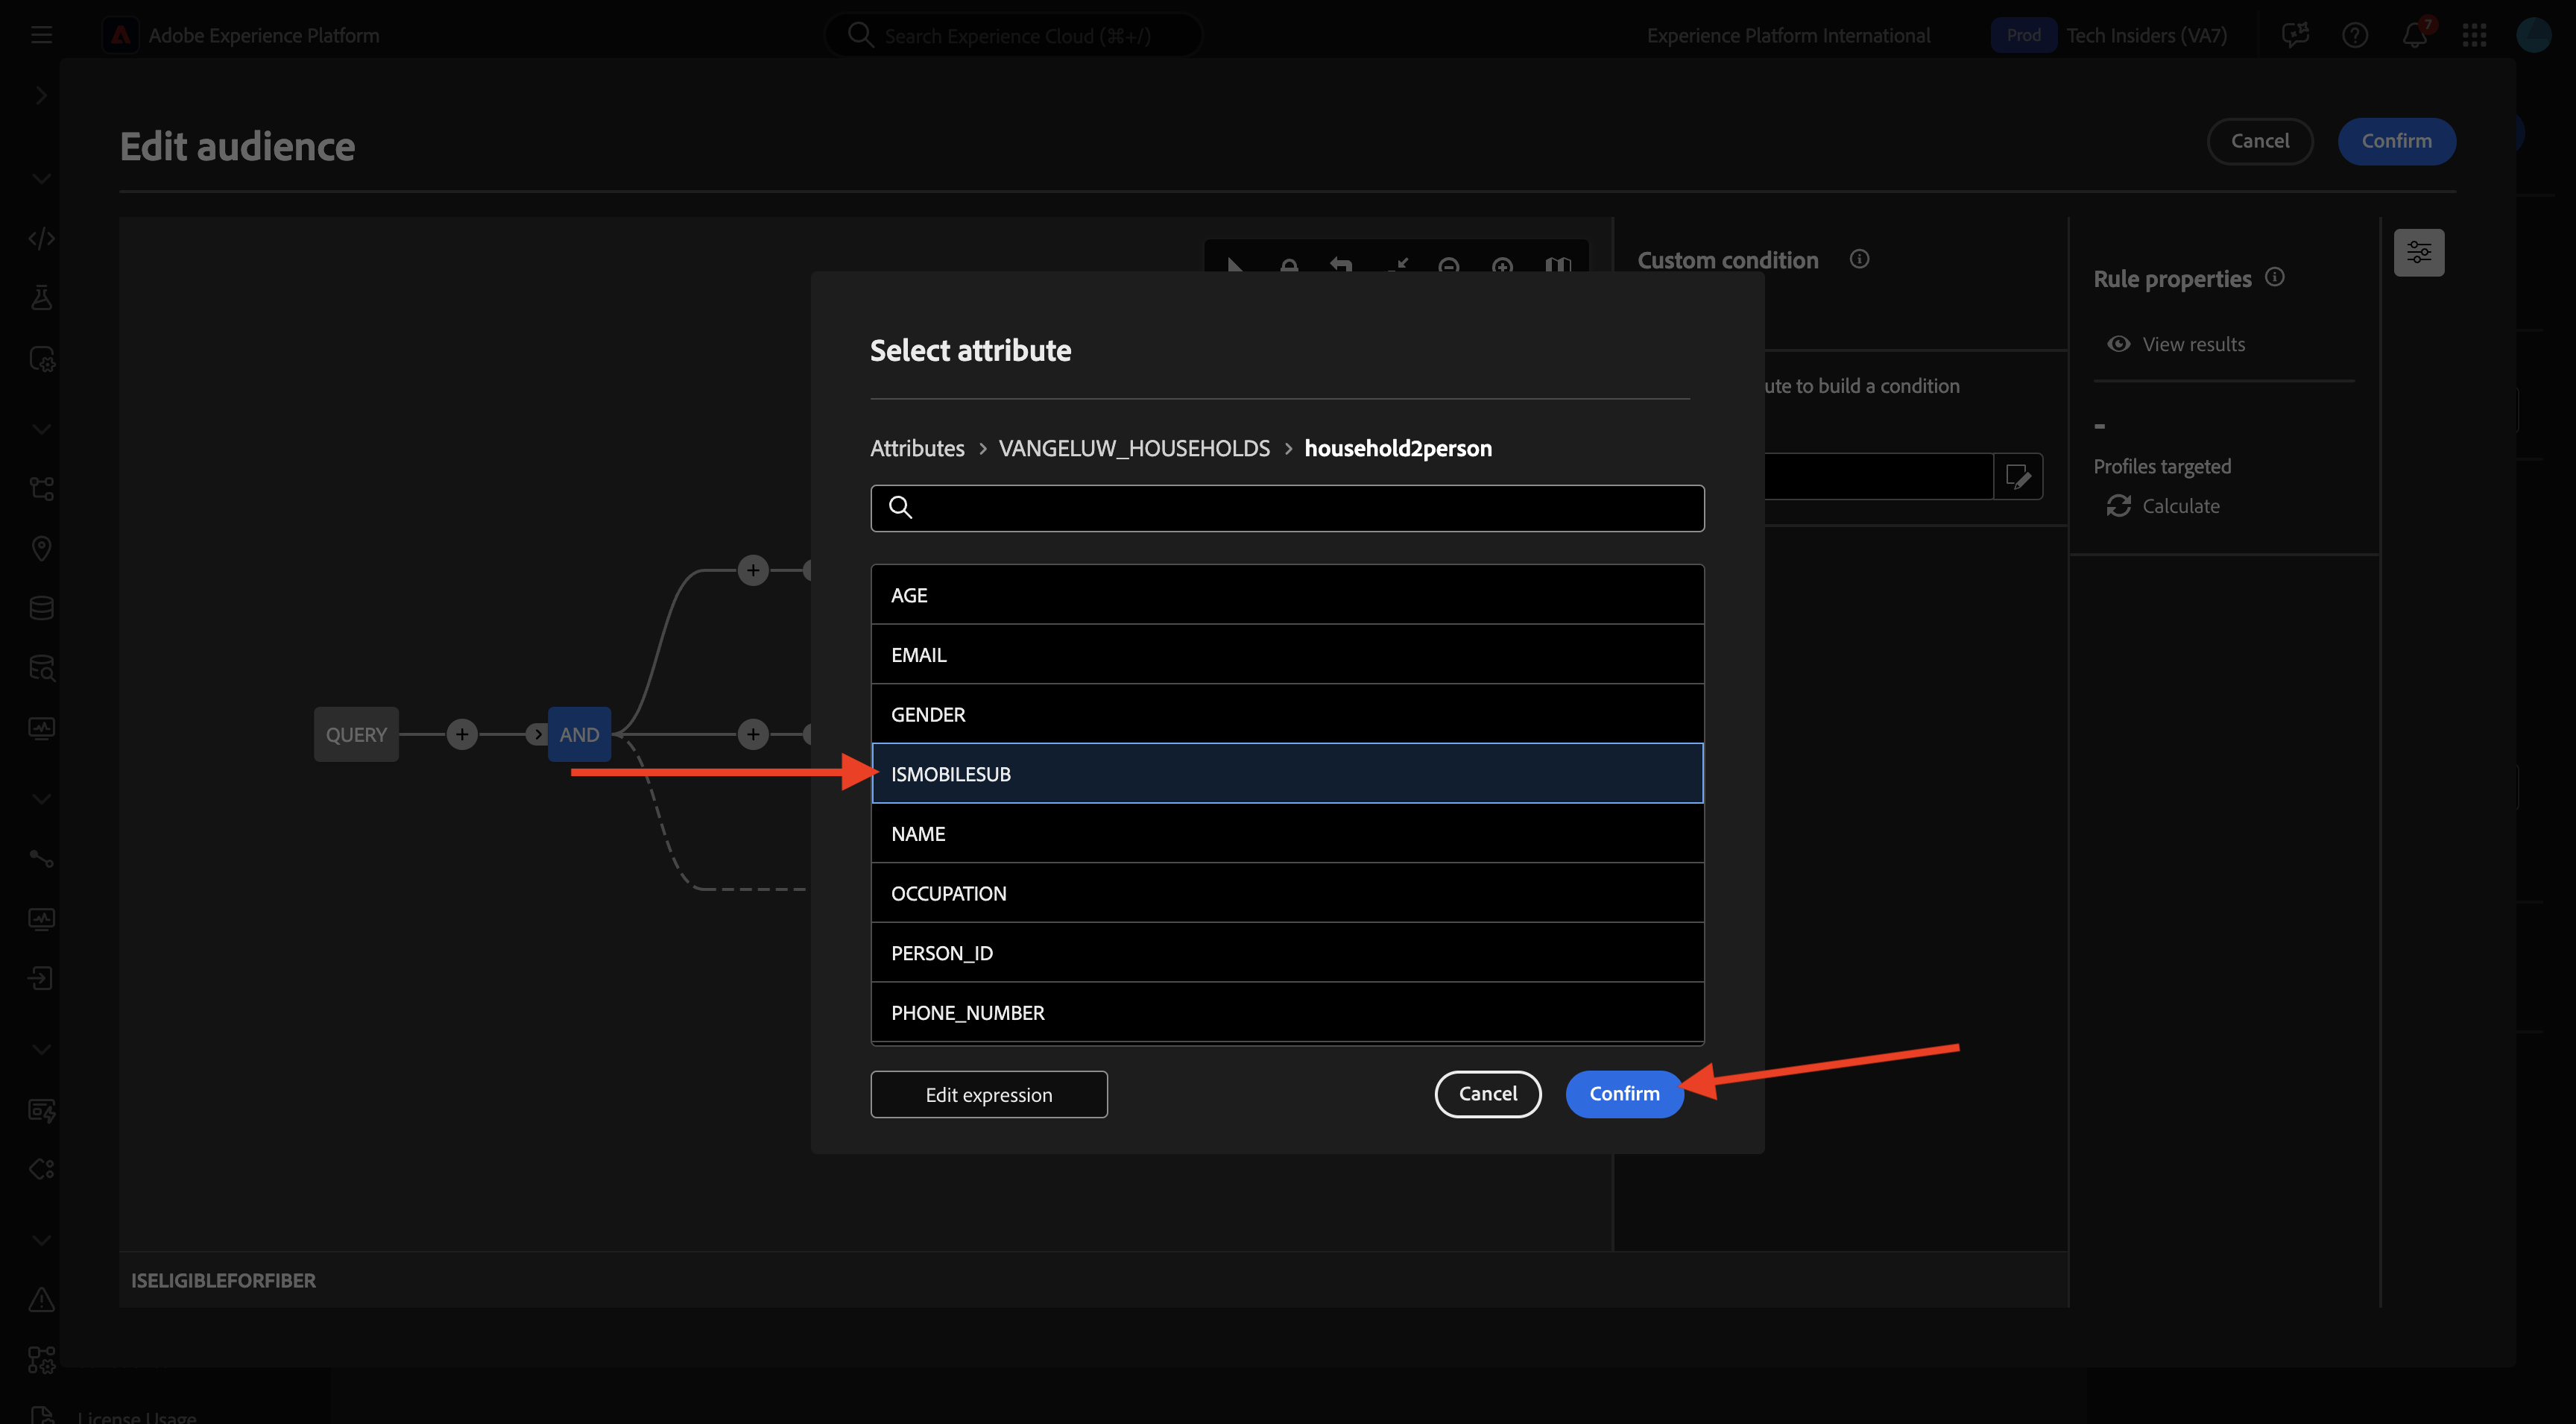 Adobe Experience Platform
Search Experience Cloud (⌘+/)
Experience Platform International
Prod
Tech Insiders (VA7)
7
Edit audience
Cancel
Confirm
Custom condition
Rule properties
View results
Select attribute
ute to build a condition
-
Attributes > VANGELUW_HOUSEHOLDS > household2person
Profiles targeted
Calculate
AGE
EMAIL
GENDER
QUERY
AND
ISMOBILESUB
NAME
OCCUPATION
PERSON_ID
PHONE_NUMBER
Edit expression
Cancel
Confirm
ISELIGIBLEFORFIBER
License Usage